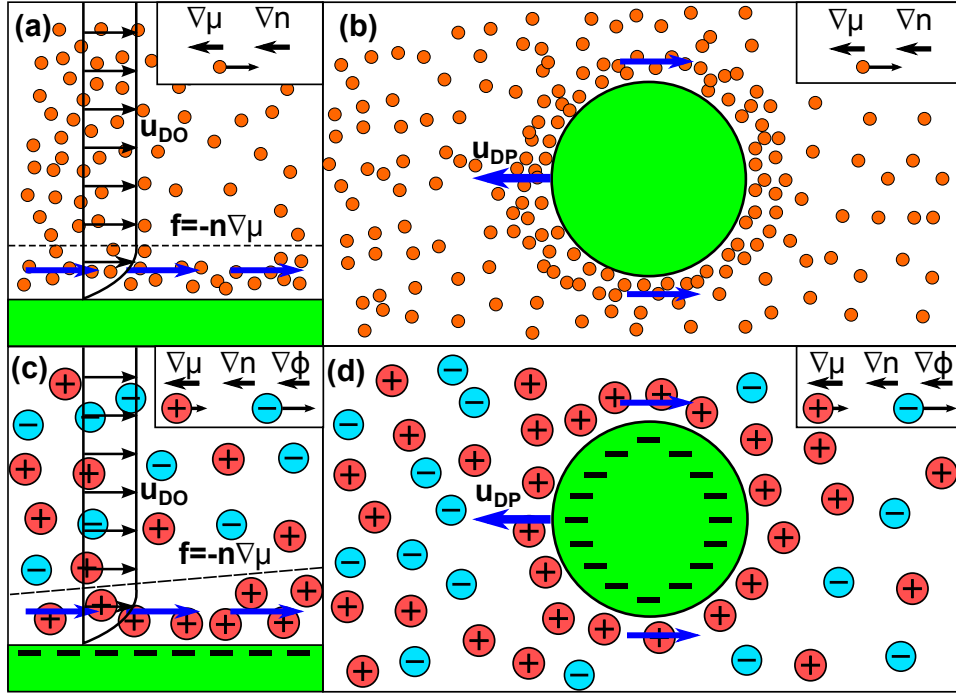 (a) ∇μ ∇n
u_DO
f=-n∇μ
(b) ∇μ ∇n
u_DP
(c) ∇μ ∇n ∇ϕ
+ −
u_DO
f=-n∇μ
(d) ∇μ ∇n ∇ϕ
+ −
u_DP